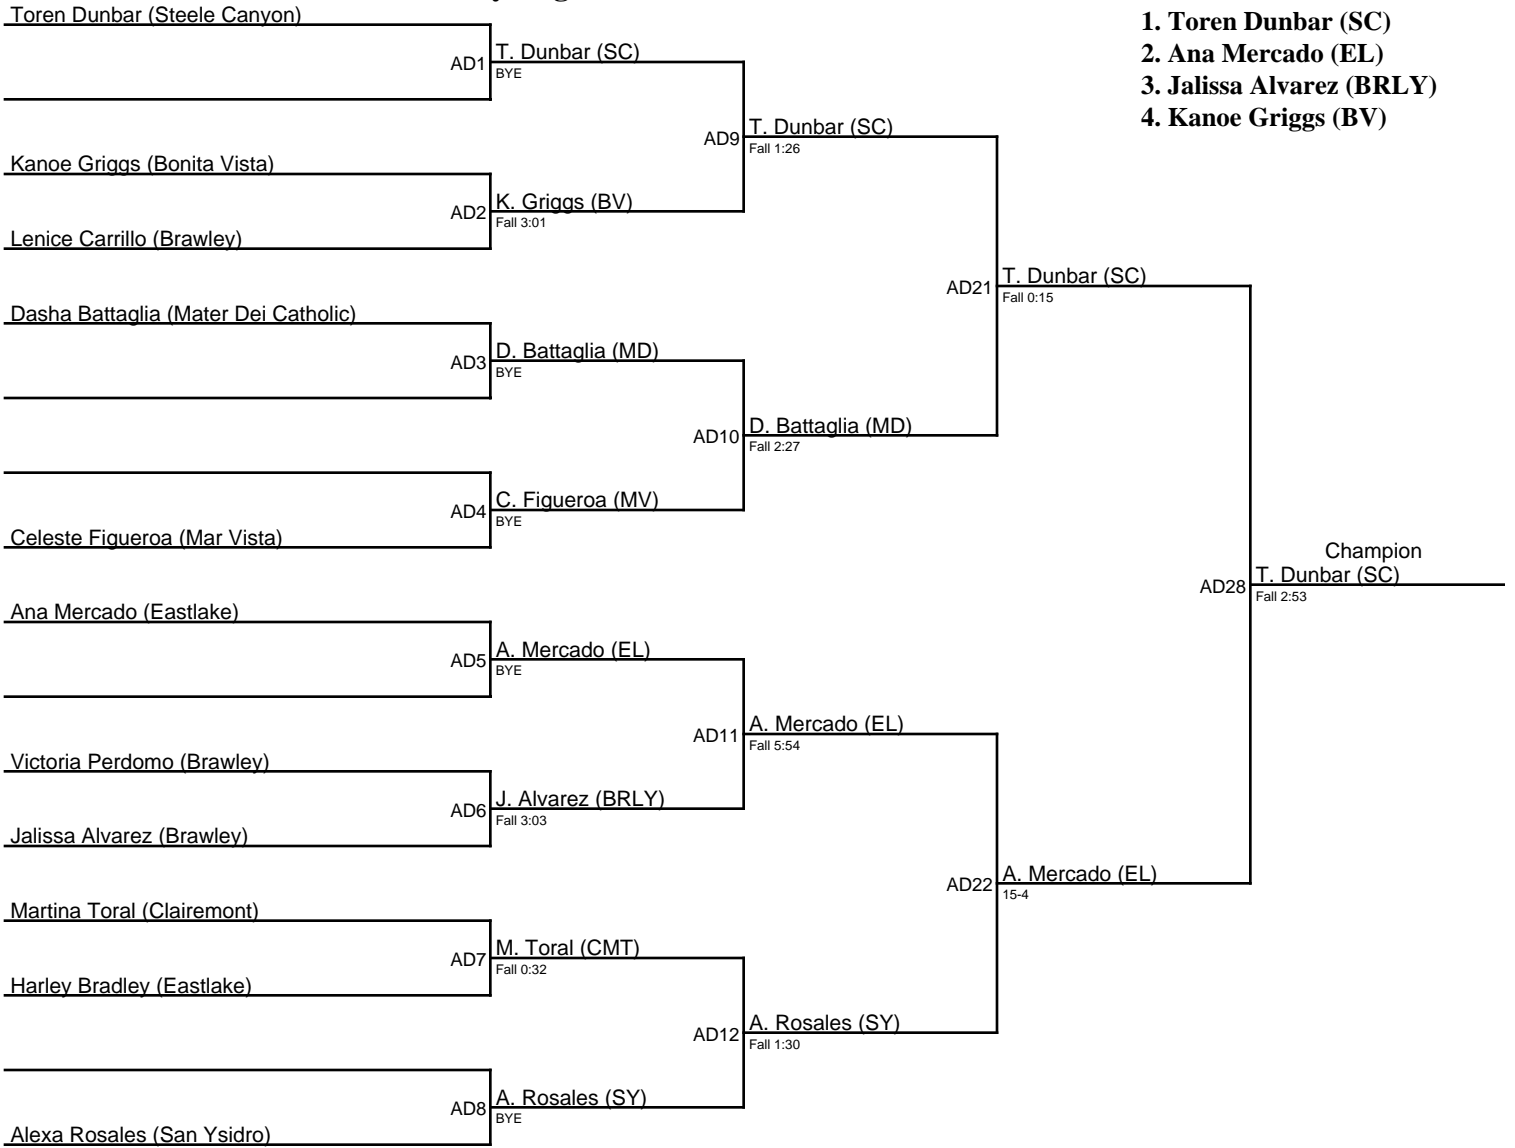 Toren Dunbar (Steele Canyon)
AD1
T. Dunbar (SC)
BYE
Kanoe Griggs (Bonita Vista)
AD2
K. Griggs (BV)
Fall 3:01
Lenice Carrillo (Brawley)
AD9
T. Dunbar (SC)
Fall 1:26
Dasha Battaglia (Mater Dei Catholic)
AD3
D. Battaglia (MD)
BYE
AD4
C. Figueroa (MV)
BYE
Celeste Figueroa (Mar Vista)
AD10
D. Battaglia (MD)
Fall 2:27
AD21
T. Dunbar (SC)
Fall 0:15
Ana Mercado (Eastlake)
AD5
A. Mercado (EL)
BYE
Victoria Perdomo (Brawley)
AD6
J. Alvarez (BRLY)
Fall 3:03
Jalissa Alvarez (Brawley)
AD11
A. Mercado (EL)
Fall 5:54
Martina Toral (Clairemont)
AD7
M. Toral (CMT)
Fall 0:32
Harley Bradley (Eastlake)
AD8
A. Rosales (SY)
BYE
Alexa Rosales (San Ysidro)
AD12
A. Rosales (SY)
Fall 1:30
AD22
A. Mercado (EL)
15-4
Champion
AD28
T. Dunbar (SC)
Fall 2:53
1. Toren Dunbar (SC)
2. Ana Mercado (EL)
3. Jalissa Alvarez (BRLY)
4. Kanoe Griggs (BV)